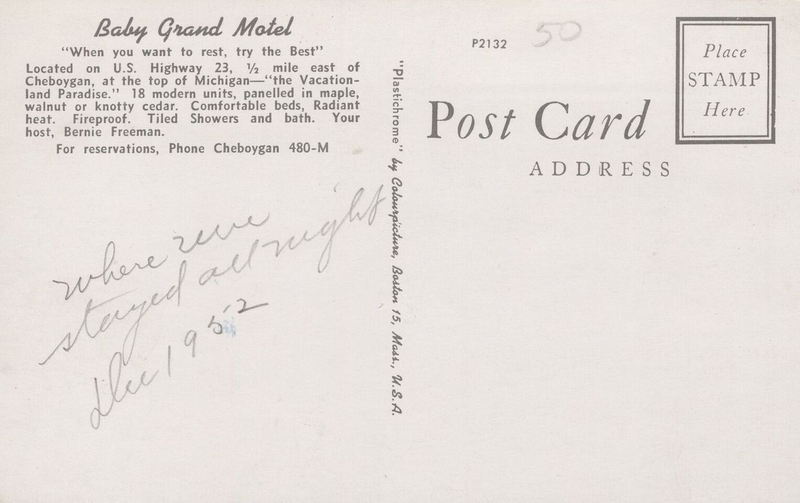 Baby Grand Motel
"When you want to rest, try the Best"
Located on U.S. Highway 23, ½ mile east of
Cheboygan, at the top of Michigan—"the Vacation-
land Paradise." 18 modern units, panelled in maple,
walnut or knotty cedar. Comfortable beds, Radiant
heat. Fireproof. Tiled Showers and bath. Your
host, Bernie Freeman.
For reservations, Phone Cheboygan 480-M
where we
stayed all night
1952
"Plastichrome" by Colourpicture, Boston 15, Mass., U.S.A.
P2132
50
Place
STAMP
Here
Post Card
ADDRESS